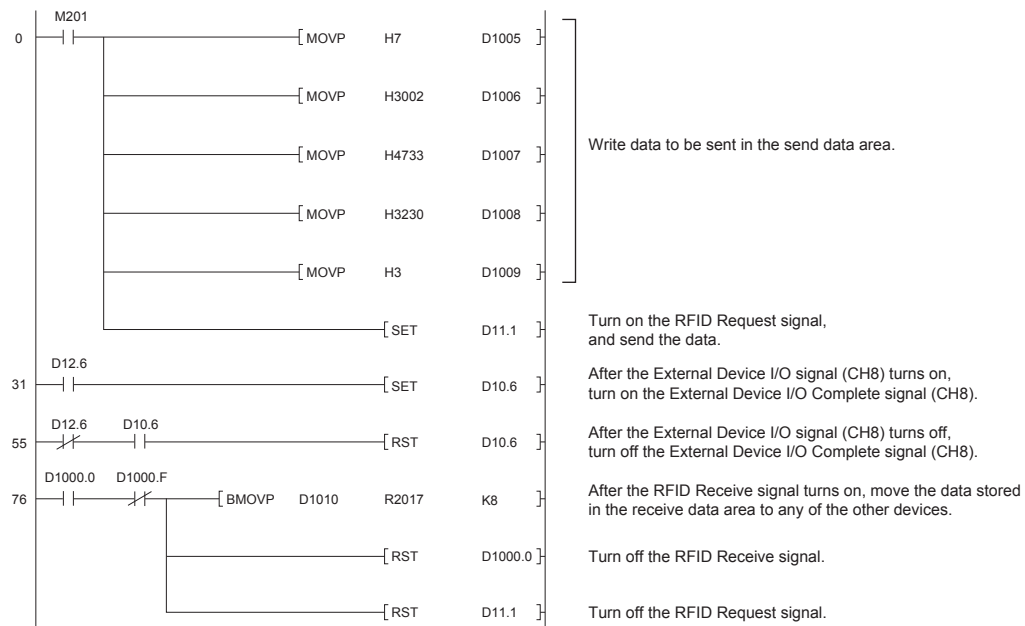 M201
0 MOVP H7 D1005
MOVP H3002 D1006
MOVP H4733 D1007
Write data to be sent in the send data area.
MOVP H3230 D1008
MOVP H3 D1009
SET D11.1
Turn on the RFID Request signal,
and send the data.
D12.6
31 SET D10.6
After the External Device I/O signal (CH8) turns on,
turn on the External Device I/O Complete signal (CH8).
D12.6 D10.6
55 RST D10.6
After the External Device I/O signal (CH8) turns off,
turn off the External Device I/O Complete signal (CH8).
D1000.0 D1000.F
76 BMOVP D1010 R2017 K8
After the RFID Receive signal turns on, move the data stored
in the receive data area to any of the other devices.
RST D1000.0
Turn off the RFID Receive signal.
RST D11.1
Turn off the RFID Request signal.